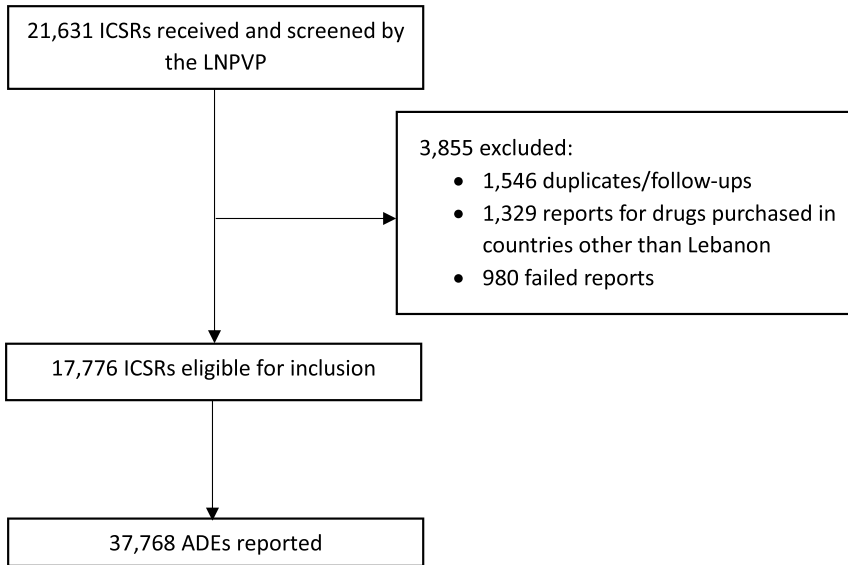 21,631 ICSRs received and screened by
the LNPVP
3,855 excluded:
• 1,546 duplicates/follow-ups
• 1,329 reports for drugs purchased in
countries other than Lebanon
• 980 failed reports
17,776 ICSRs eligible for inclusion
37,768 ADEs reported